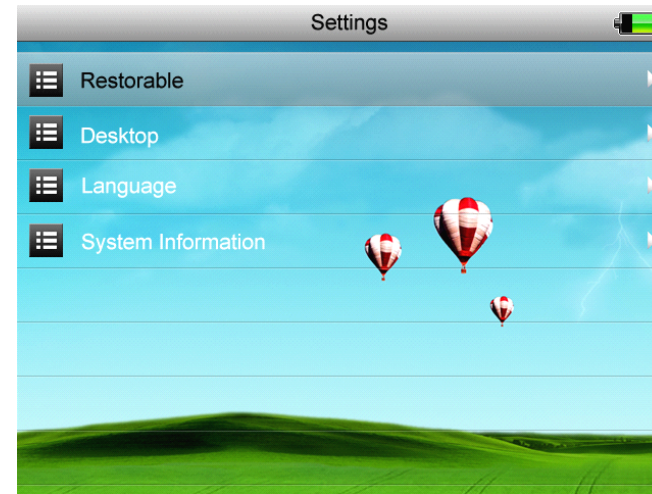 Settings
Restorable
Desktop
Language
System Information